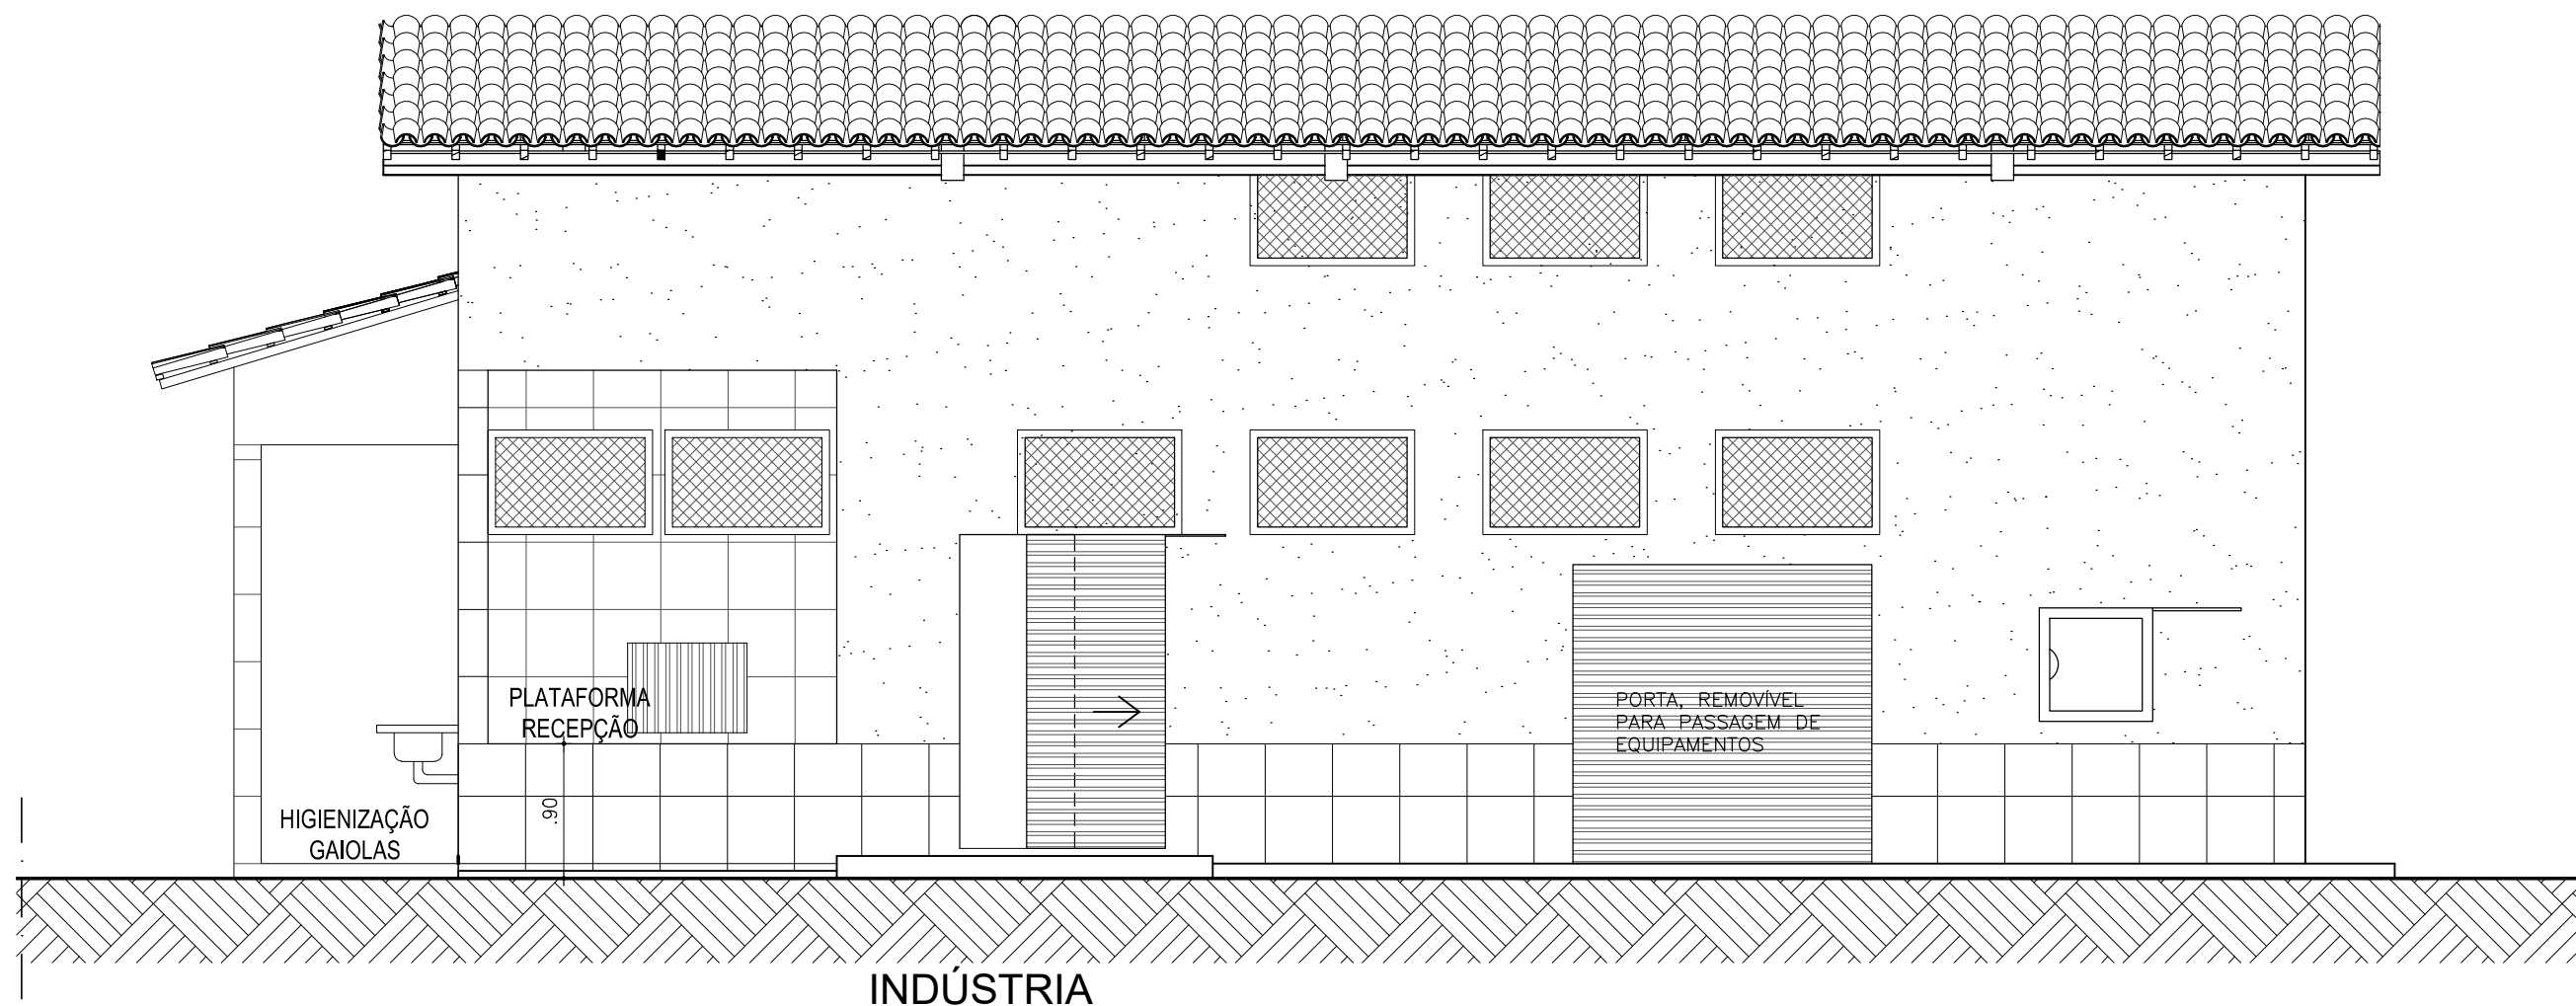 PLATAFORMA
RECEPÇÃO
PORTA, REMOVÍVEL
PARA PASSAGEM DE
EQUIPAMENTOS
HIGIENIZAÇÃO
GAIOLAS
.90
INDÚSTRIA